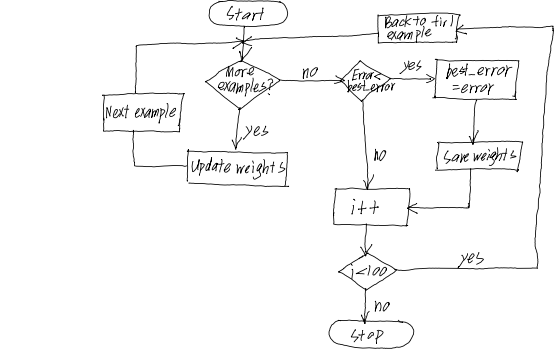 Start
Back to tirl
example
More
examples?
no
Error<
best_error
yes
best_error
=error
Next example
yes
Update weights
no
Save weights
i++
i<100
yes
no
Stop